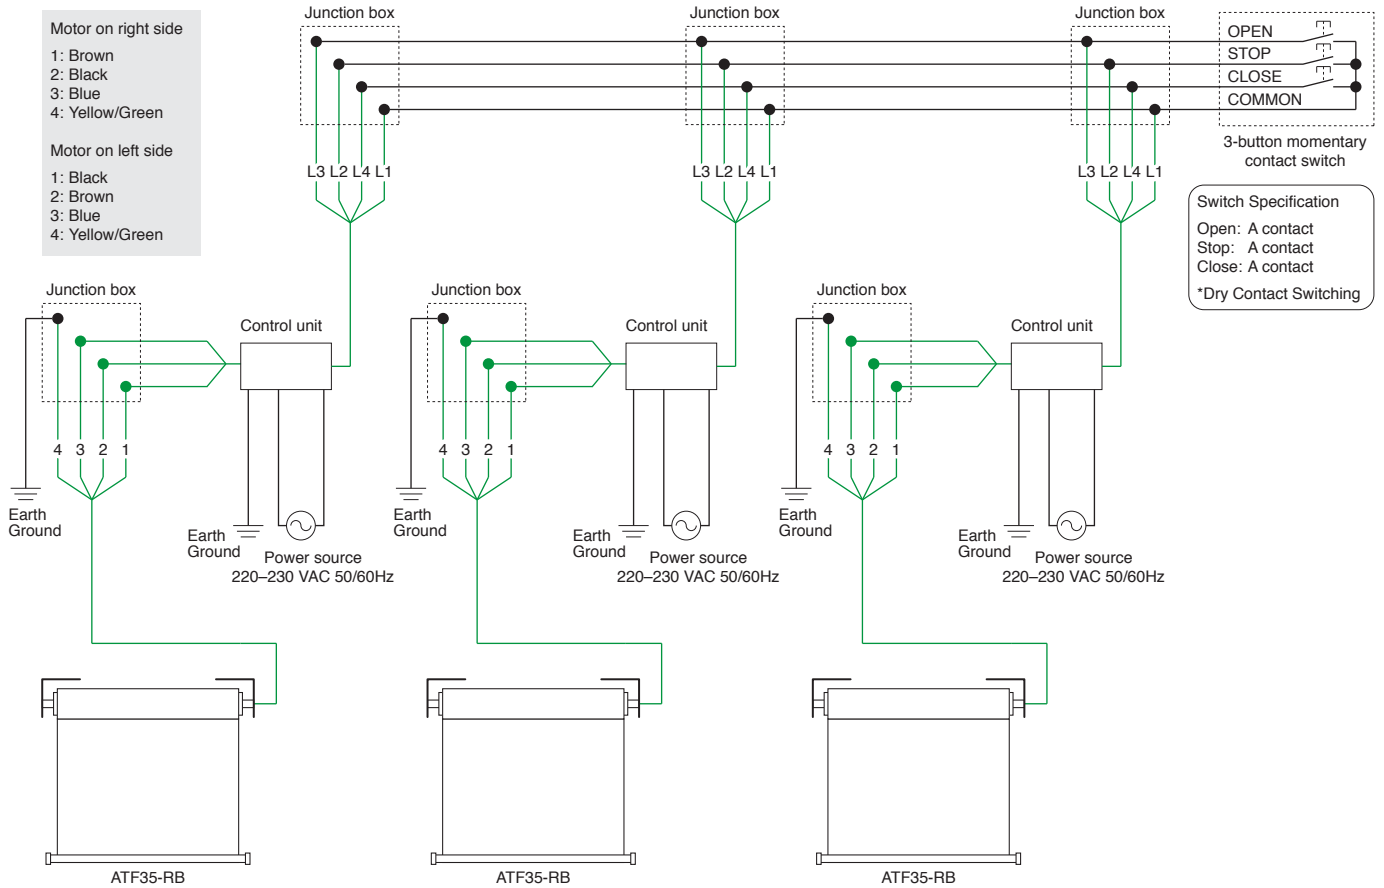 Motor on right side
1: Brown
2: Black
3: Blue
4: Yellow/Green
Motor on left side
1: Black
2: Brown
3: Blue
4: Yellow/Green
Junction box
Junction box
Junction box
OPEN
STOP
CLOSE
COMMON
3-button momentary
contact switch
L3 L2 L4 L1
L3 L2 L4 L1
L3 L2 L4 L1
Switch Specification
Open: A contact
Stop: A contact
Close: A contact
*Dry Contact Switching
Junction box
Control unit
4 3 2 1
Earth
Ground
Earth
Ground
Power source
220–230 VAC 50/60Hz
ATF35-RB
Junction box
Control unit
4 3 2 1
Earth
Ground
Earth
Ground
Power source
220–230 VAC 50/60Hz
ATF35-RB
Junction box
Control unit
4 3 2 1
Earth
Ground
Earth
Ground
Power source
220–230 VAC 50/60Hz
ATF35-RB